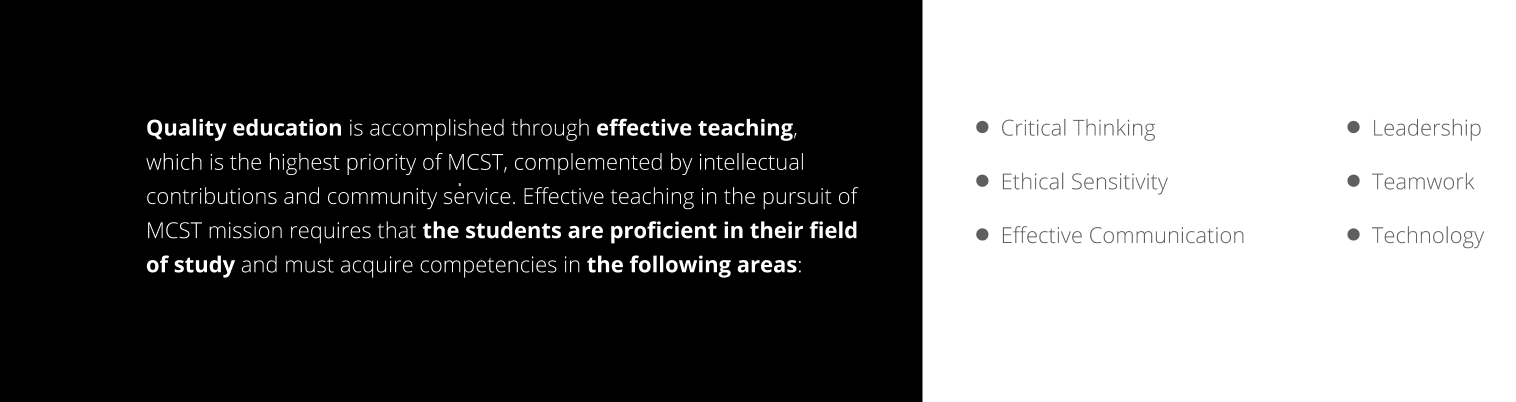 Quality education is accomplished through effective teaching,
which is the highest priority of MCST, complemented by intellectual
contributions and community service. Effective teaching in the pursuit of
MCST mission requires that the students are proficient in their field
of study and must acquire competencies in the following areas:
Critical Thinking
Ethical Sensitivity
Effective Communication
Leadership
Teamwork
Technology